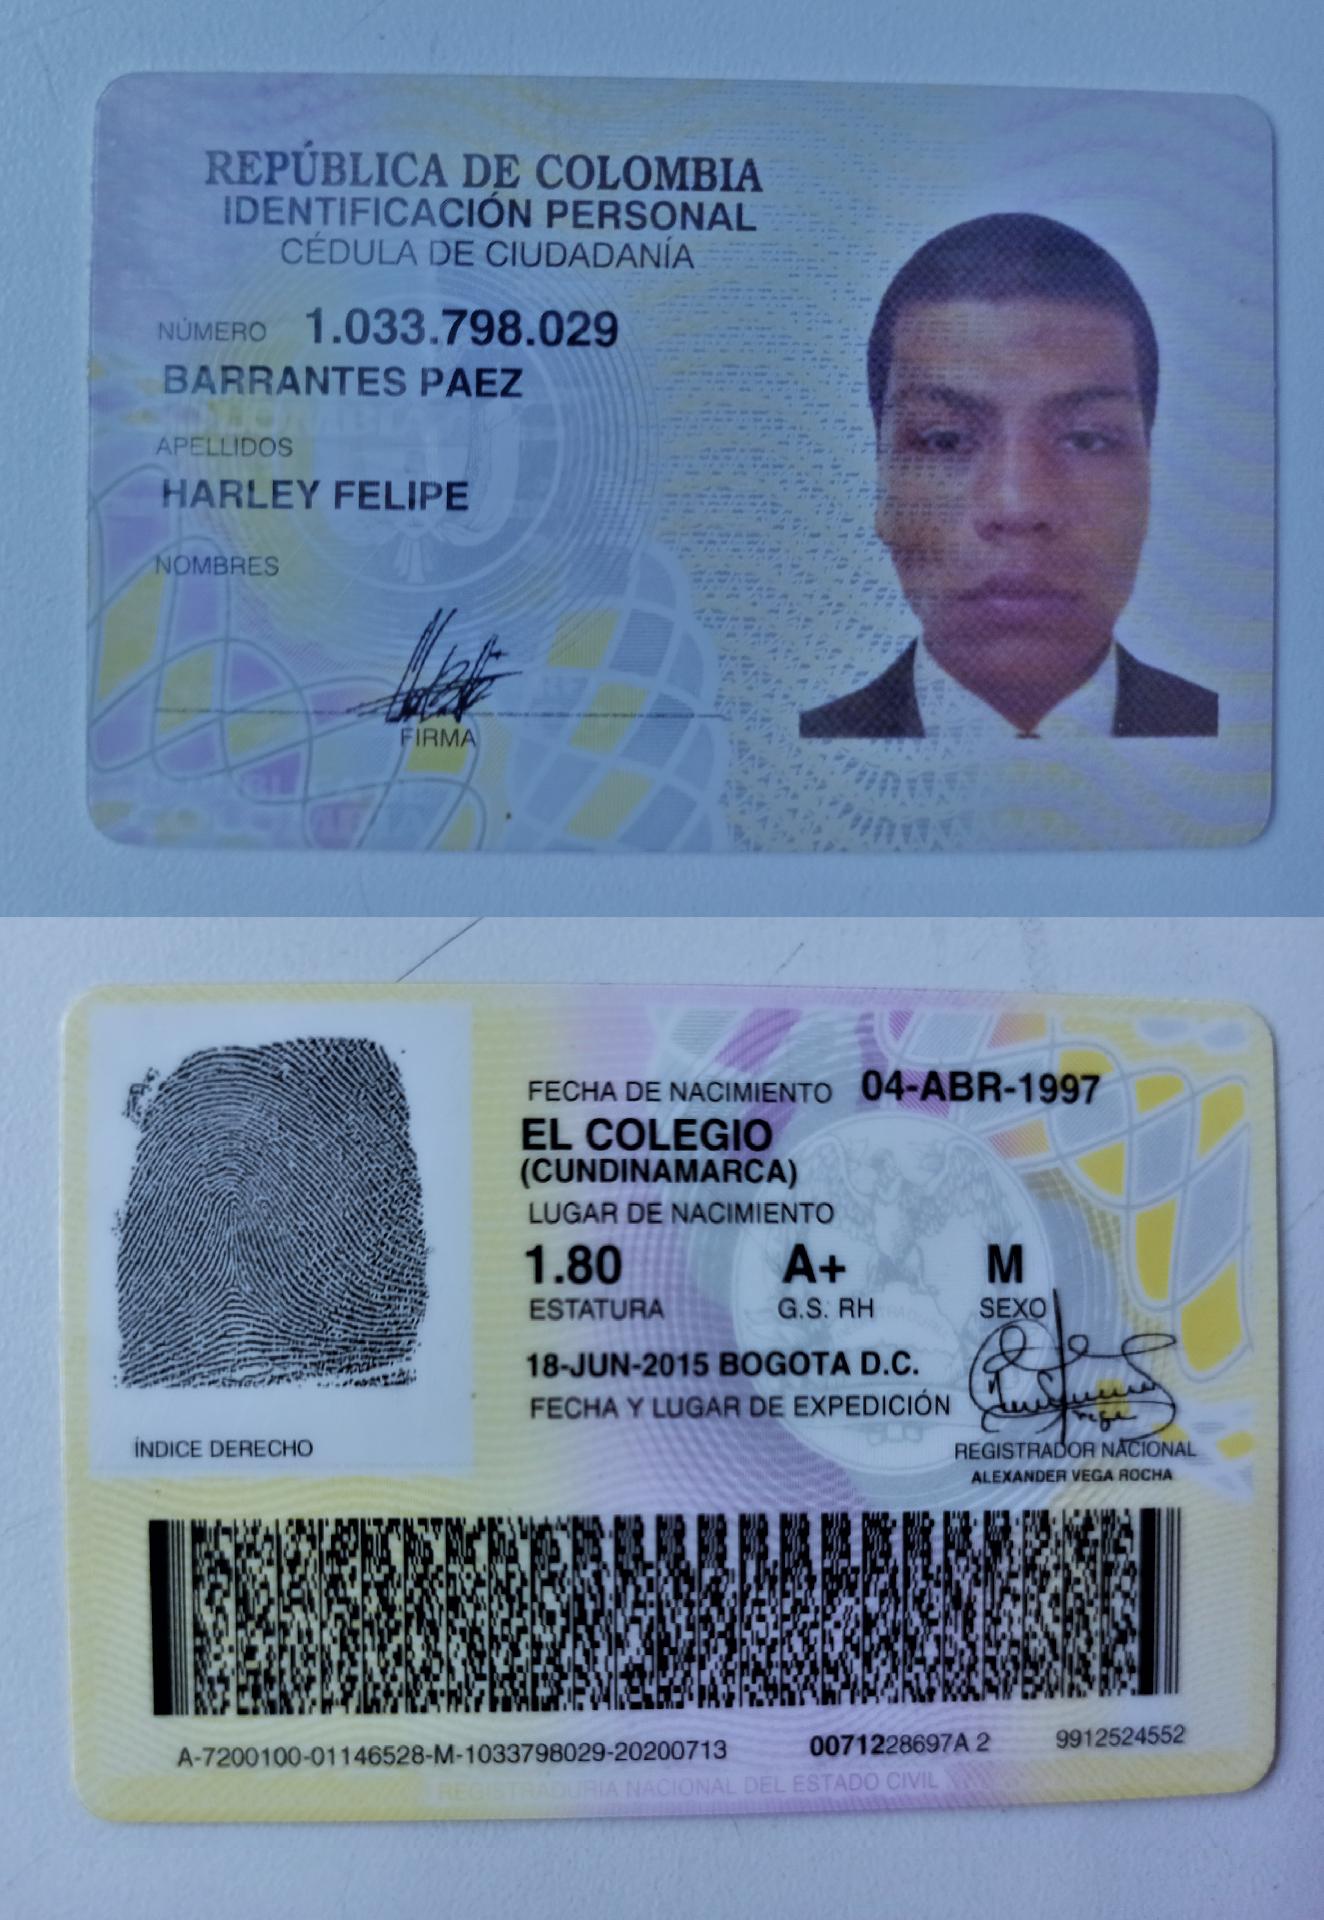 REPÚBLICA DE COLOMBIA
IDENTIFICACIÓN PERSONAL
CÉDULA DE CIUDADANÍA
NÚMERO 1.033.798.029
BARRANTES PAEZ
APELLIDOS
HARLEY FELIPE
NOMBRES
FIRMA
FECHA DE NACIMIENTO 04-ABR-1997
EL COLEGIO
(CUNDINAMARCA)
LUGAR DE NACIMIENTO
1.80 A+ M
ESTATURA G.S. RH SEXO
18-JUN-2015 BOGOTA D.C.
FECHA Y LUGAR DE EXPEDICIÓN
ÍNDICE DERECHO
REGISTRADOR NACIONAL
ALEXANDER VEGA ROCHA
A-7200100-01146528-M-1033798029-20200713 0071228697A 2 9912524552
REGISTRADURIA NACIONAL DEL ESTADO CIVIL